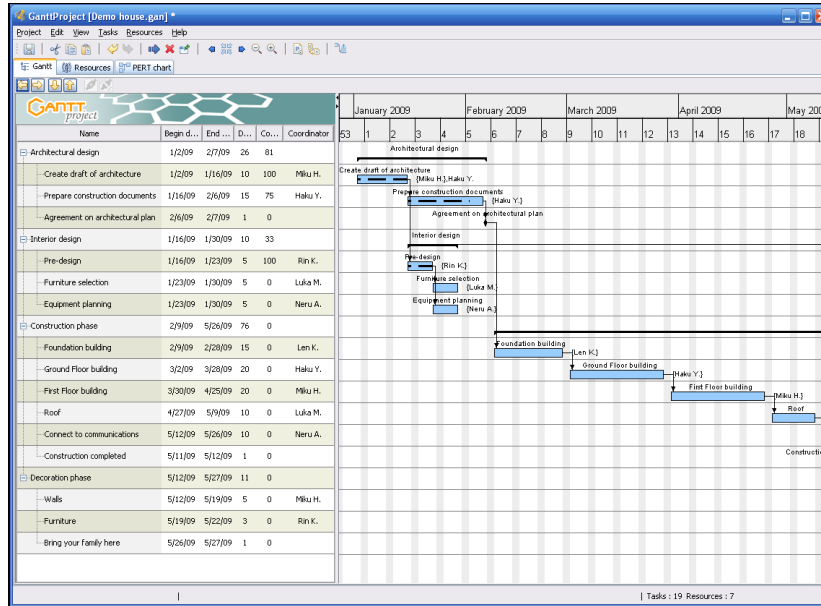 GanttProject [Demo house.gan] *
Project Edit View Tasks Resources Help
Gantt Resources PERT chart
GANTT project
January 2009 February 2009 March 2009 April 2009 May 200
Name Begin d... End ... D... Co... Coordinator
53 1 2 3 4 5 6 7 8 9 10 11 12 13 14 15 16 17 18
Architectural design 1/2/09 2/7/09 26 81
Architectural design
Create draft of architecture 1/2/09 1/16/09 10 100 Miku H.
Create draft of architecture
{Miku H.},Haku Y.
Prepare construction documents 1/16/09 2/6/09 15 75 Haku Y.
Prepare construction documents
{Haku Y.}
Agreement on architectural plan 2/6/09 2/7/09 1 0
Agreement on architectural plan
Interior design 1/16/09 1/30/09 10 33
Interior design
Pre-design 1/16/09 1/23/09 5 100 Rin K.
Pre-design
{Rin K.}
Furniture selection 1/23/09 1/30/09 5 0 Luka M.
Furniture selection
{Luka M.}
Equipment planning 1/23/09 1/30/09 5 0 Neru A.
Equipment planning
{Neru A.}
Construction phase 2/9/09 5/26/09 76 0
Foundation building 2/9/09 2/28/09 15 0 Len K.
Foundation building
{Len K.}
Ground Floor building 3/2/09 3/28/09 20 0 Haku Y.
Ground Floor building
{Haku Y.}
First Floor building 3/30/09 4/25/09 20 0 Miku H.
First Floor building
{Miku H.}
Roof 4/27/09 5/9/09 10 0 Luka M.
Roof
Connect to communications 5/12/09 5/26/09 10 0 Neru A.
Construction completed 5/11/09 5/12/09 1 0
Constructi
Decoration phase 5/12/09 5/27/09 11 0
Walls 5/12/09 5/19/09 5 0 Miku H.
Furniture 5/19/09 5/22/09 3 0 Rin K.
Bring your family here 5/26/09 5/27/09 1 0
Tasks : 19 Resources : 7